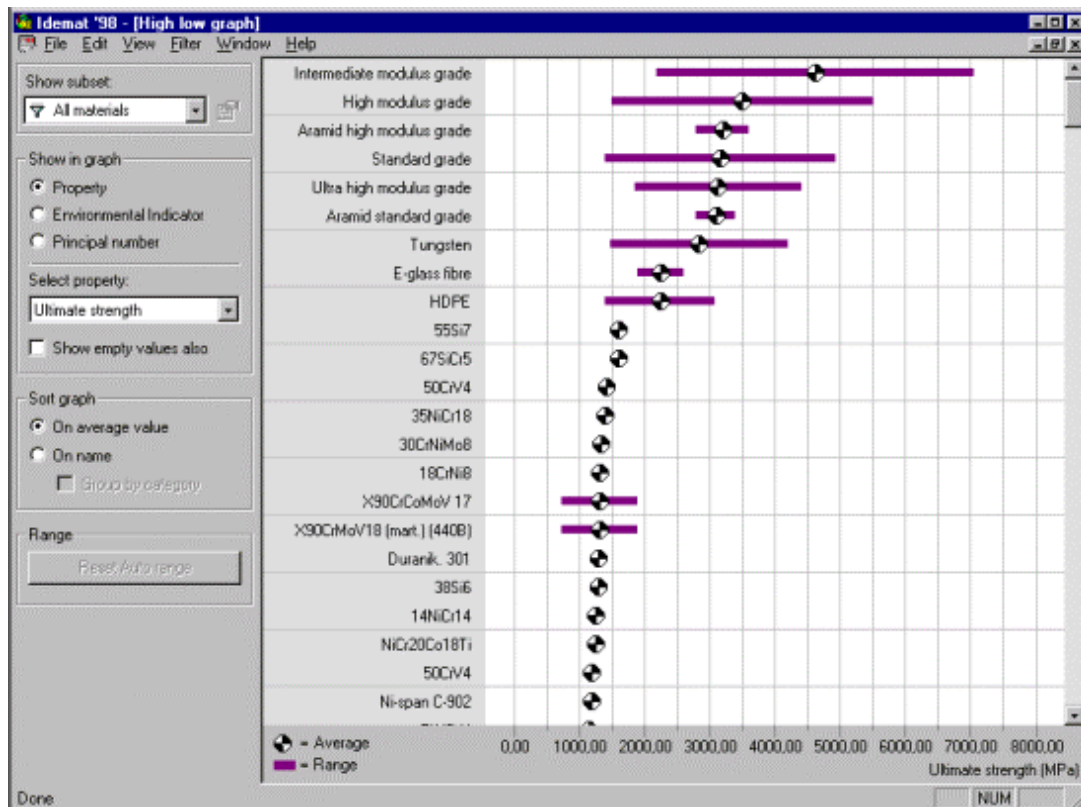 Idemat '98 - [High low graph]
File Edit View Filter Window Help
Show subset:
All materials
Show in graph
Property
Environmental Indicator
Principal number
Select property:
Ultimate strength
Show empty values also
Sort graph
On average value
On name
Group by category
Range
Reset Auto range
Intermediate modulus grade
High modulus grade
Aramid high modulus grade
Standard grade
Ultra high modulus grade
Aramid standard grade
Tungsten
E-glass fibre
HDPE
55Si7
67SiCr5
50CrV4
35NiCr18
30CrNiMo8
18CrNi8
X90CrCoMoV 17
X90CrMoV18 (mart.) (440B)
Duranik. 301
38Si6
14NiCr14
NiCr20Co18Ti
50CrV4
Ni-span C-902
= Average
= Range
0,00 1000,00 2000,00 3000,00 4000,00 5000,00 6000,00 7000,00 8000,00
Ultimate strength (MPa)
Done
NUM